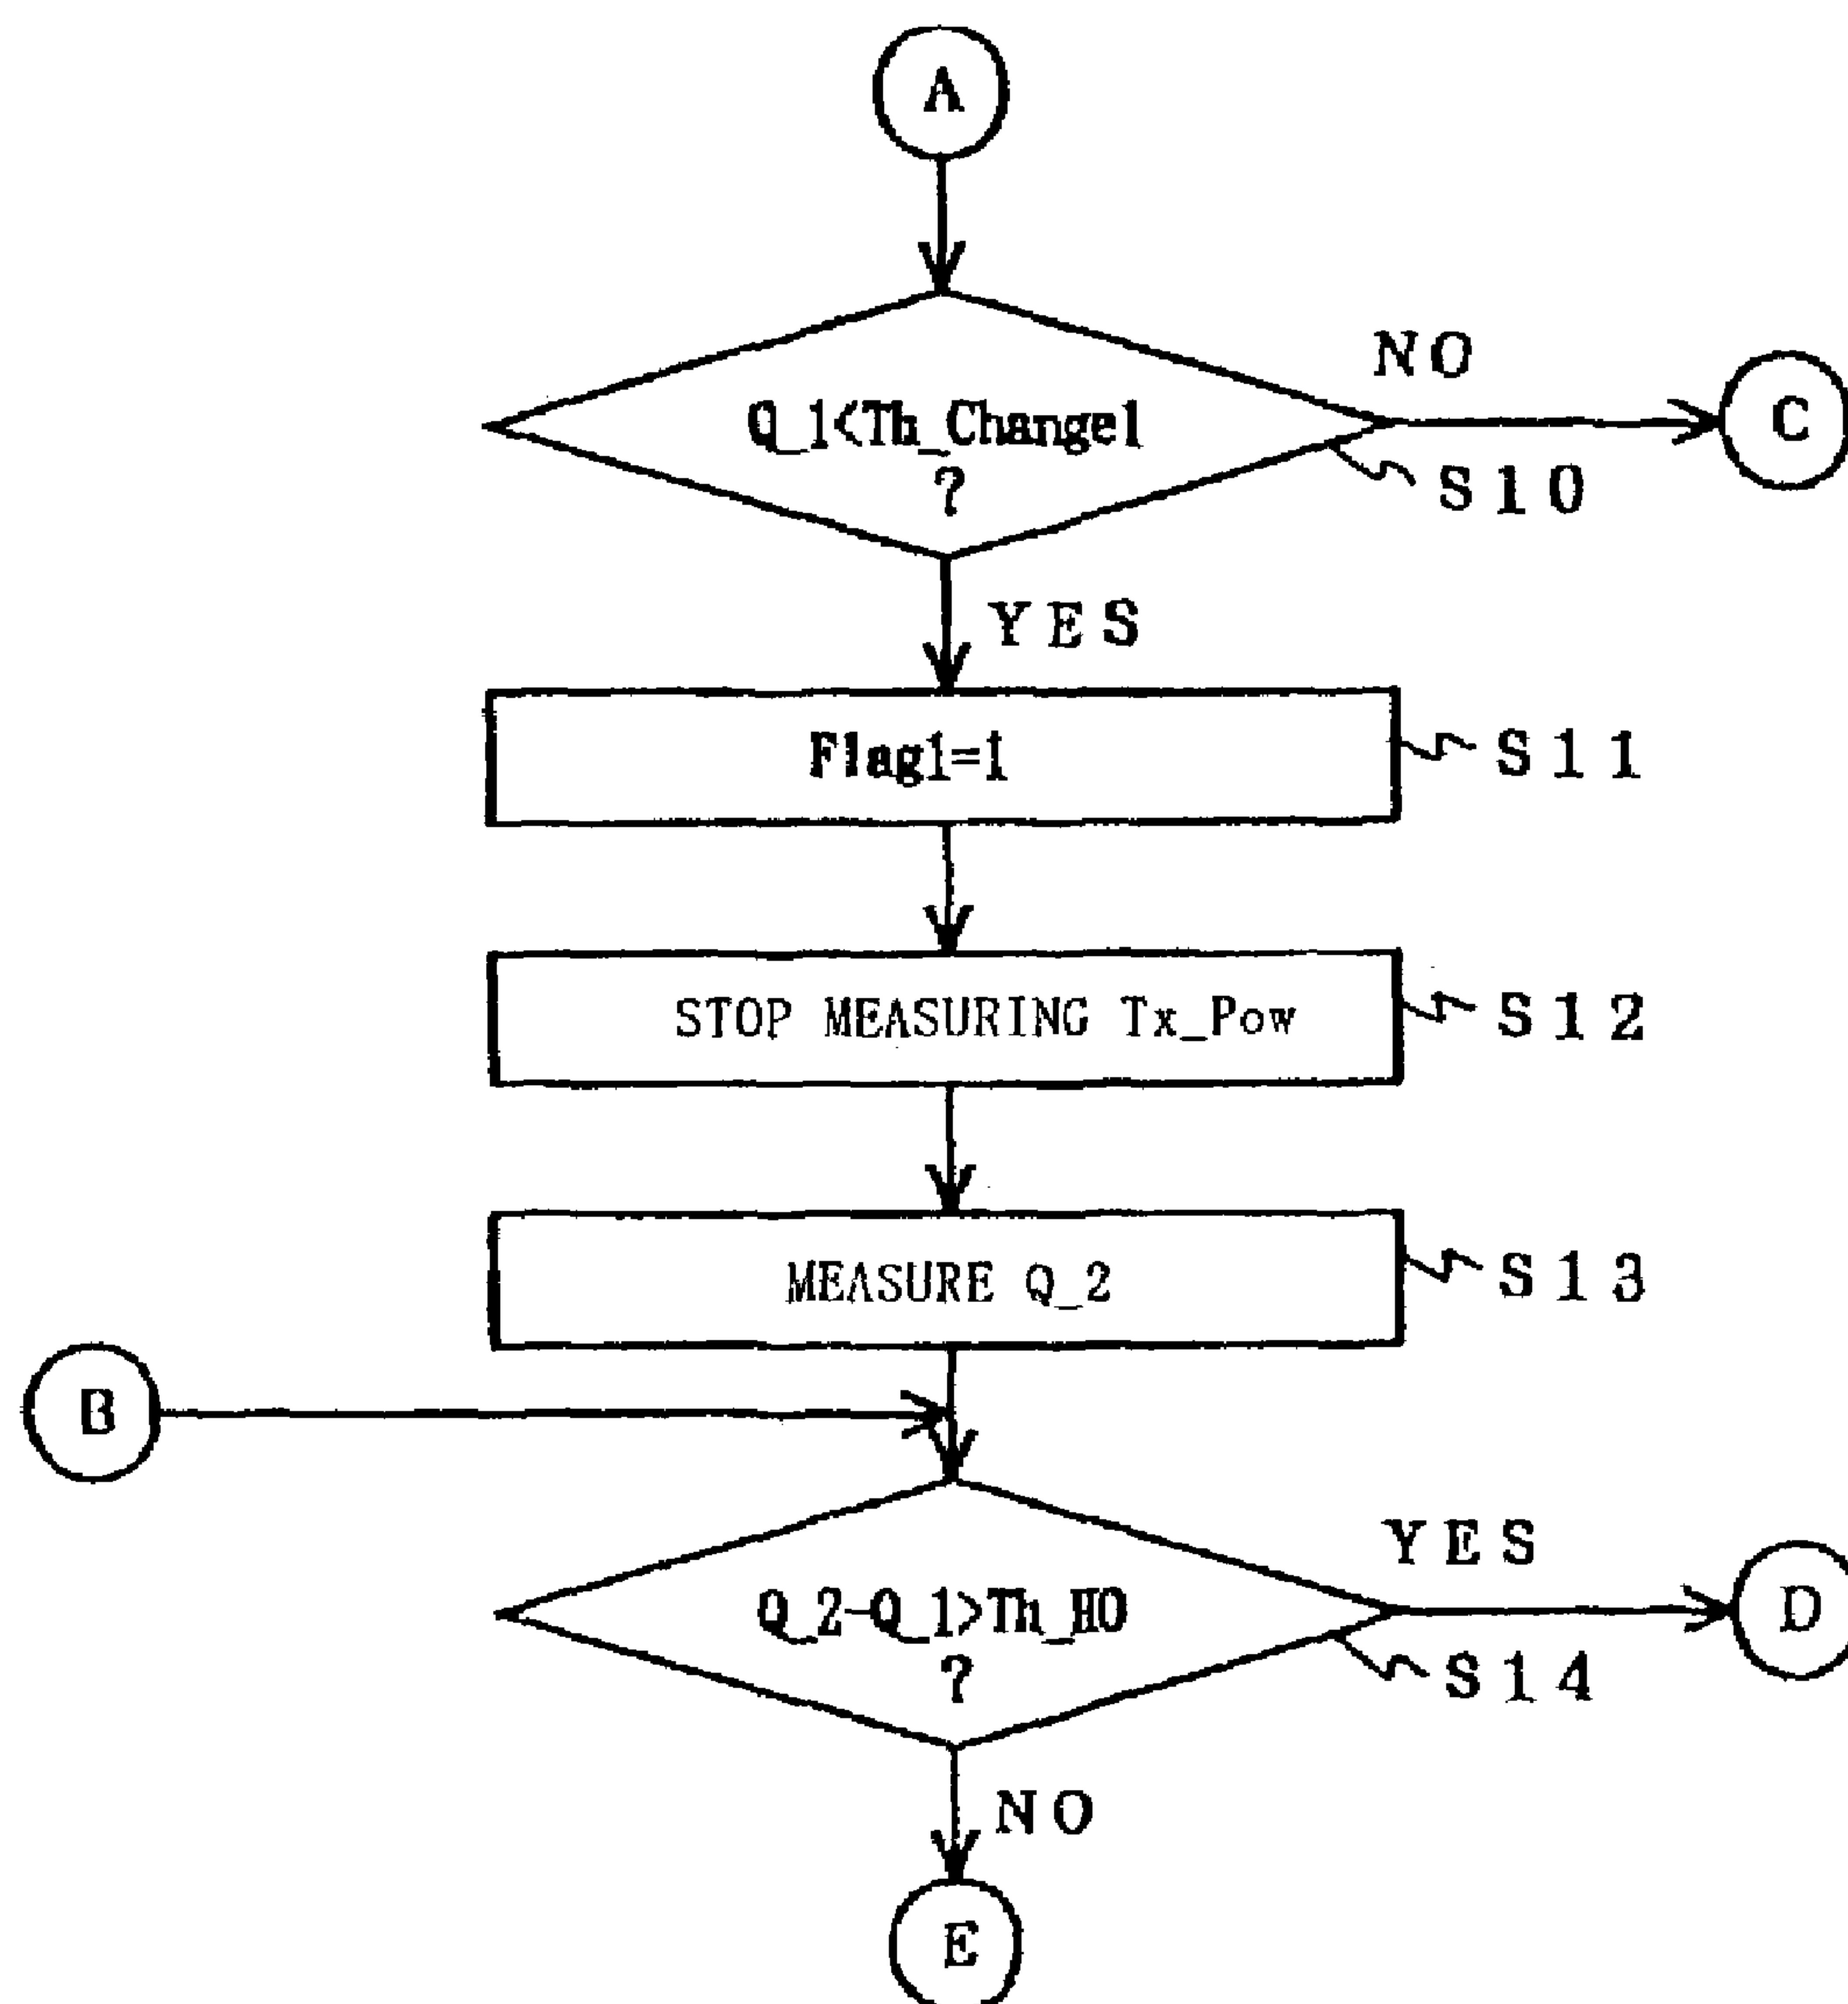 A
NO
Q_1<Th_Change1
C
?
S10
YES
Flag1=1
S11
STOP MEASURING Tx_Pow
S12
MEASURE Q_2
S13
B
YES
Q_2-Q_1>Th_HO
D
?
S14
NO
E